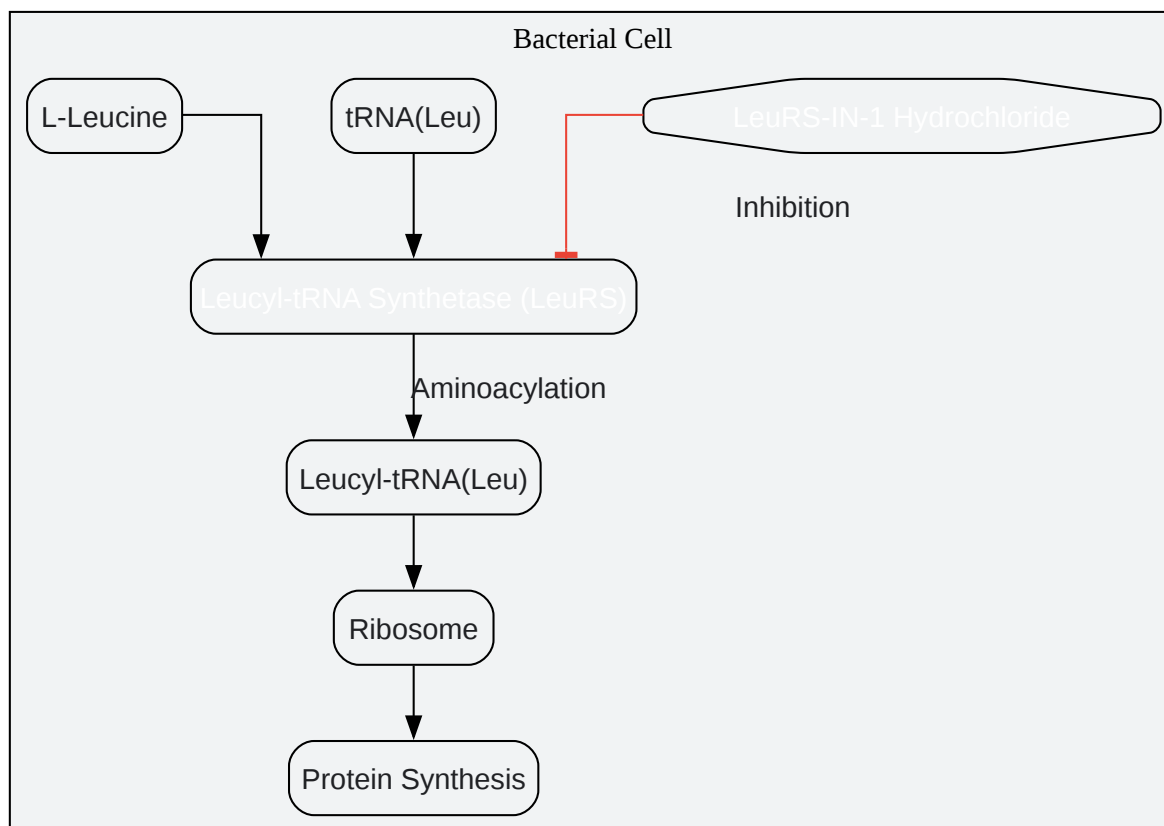 Bacterial Cell
L-Leucine
tRNA(Leu)
LeuRS-IN-1 Hydrochloride
Inhibition
Leucyl-tRNA Synthetase (LeuRS)
Aminoacylation
Leucyl-tRNA(Leu)
Ribosome
Protein Synthesis